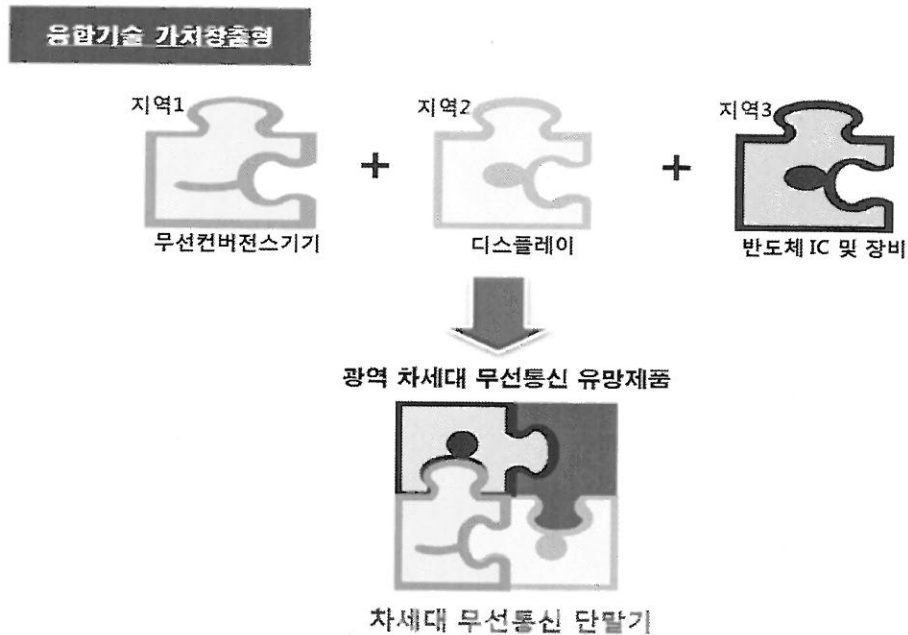 융합기술 가치창출형
지역1
지역2
지역3
+
+
무선컨버전스기기
디스플레이
반도체 IC 및 장비
광역 차세대 무선통신 유망제품
차세대 무선통신 단말기